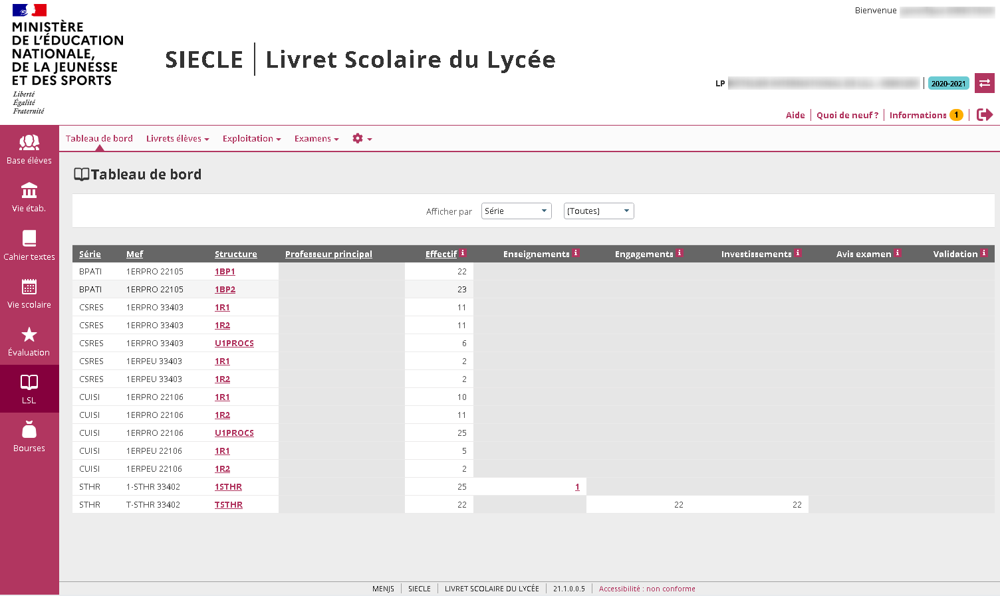 Bienvenue
MINISTÈRE
DE L'ÉDUCATION
NATIONALE,
DE LA JEUNESSE
ET DES SPORTS
Liberté
Égalité
Fraternité
SIECLE | Livret Scolaire du Lycée
LP | 2020-2021
Aide | Quoi de neuf ? | Informations 1
Tableau de bord Livrets élèves Exploitation Examens
Base élèves
Vie étab.
Cahier textes
Vie scolaire
Évaluation
LSL
Bourses
Tableau de bord
Afficher par Série (Toutes)
Série Mef Structure Professeur principal Effectif i Enseignements i Engagements i Investissements i Avis examen i Validation i
BPATI 1ERPRO 22105 1BP1 22
BPATI 1ERPRO 22105 1BP2 23
CSRES 1ERPRO 33403 1R1 11
CSRES 1ERPRO 33403 1R2 11
CSRES 1ERPRO 33403 U1PROCS 6
CSRES 1ERPEU 33403 1R1 2
CSRES 1ERPEU 33403 1R2 2
CUISI 1ERPRO 22106 1R1 10
CUISI 1ERPRO 22106 1R2 11
CUISI 1ERPRO 22106 U1PROCS 25
CUISI 1ERPEU 22106 1R1 5
CUISI 1ERPEU 22106 1R2 2
STHR 1-STHR 33402 1STHR 25 1
STHR T-STHR 33402 TSTHR 22 22 22
MENJS | SIECLE | LIVRET SCOLAIRE DU LYCÉE | 21.1.0.0.5 | Accessibilité : non conforme